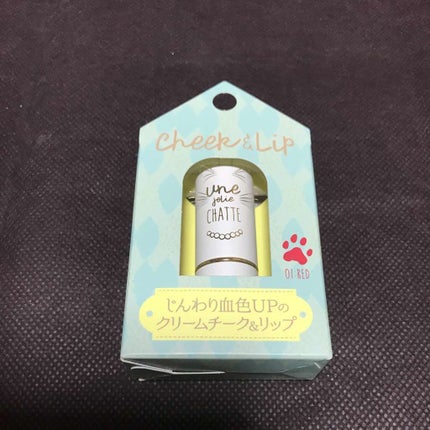 Cheek & Lip
une
jolie
CHATTE
01 RED
じんわり血色UPの
クリームチーク&リップ